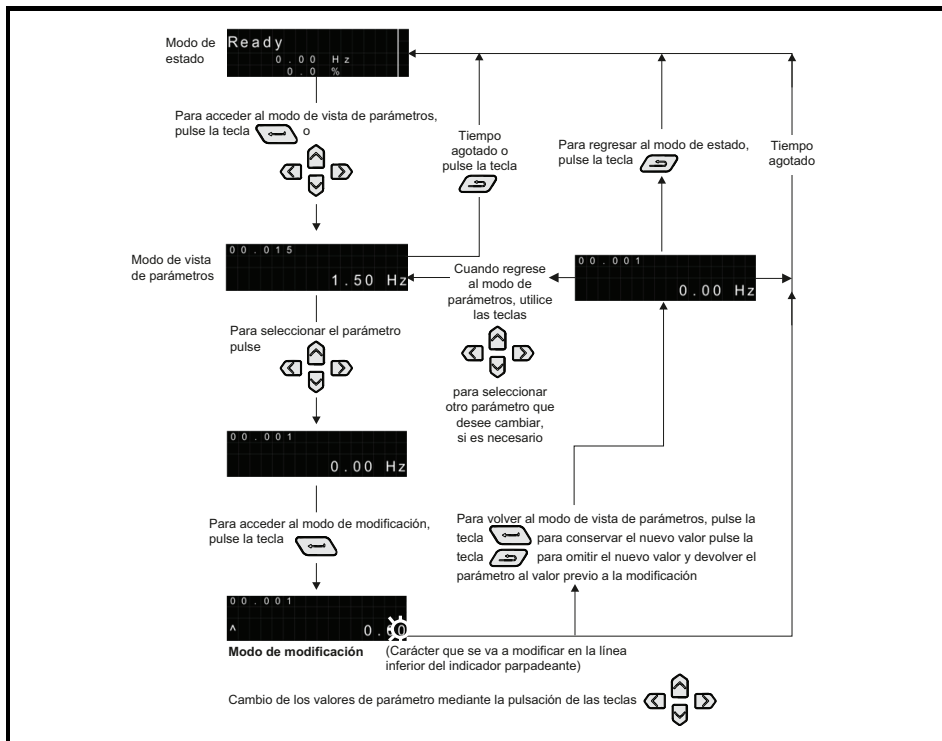 Modo de
estado
Ready
0.00 Hz
0.0 %
Para acceder al modo de vista de parámetros,
pulse la tecla o
Tiempo
agotado o
pulse la tecla
Para regresar al modo de estado,
pulse la tecla
Tiempo
agotado
Modo de vista
de parámetros
00.015
1.50 Hz
Cuando regrese
al modo de
parámetros, utilice
las teclas
para seleccionar
otro parámetro que
desee cambiar,
si es necesario
00.001
0.00 Hz
Para seleccionar el parámetro
pulse
00.001
0.00 Hz
Para acceder al modo de modificación,
pulse la tecla
Para volver al modo de vista de parámetros, pulse la
tecla para conservar el nuevo valor pulse la
tecla para omitir el nuevo valor y devolver el
parámetro al valor previo a la modificación
00.001
^ 0.00
Modo de modificación
(Carácter que se va a modificar en la línea
inferior del indicador parpadeante)
Cambio de los valores de parámetro mediante la pulsación de las teclas